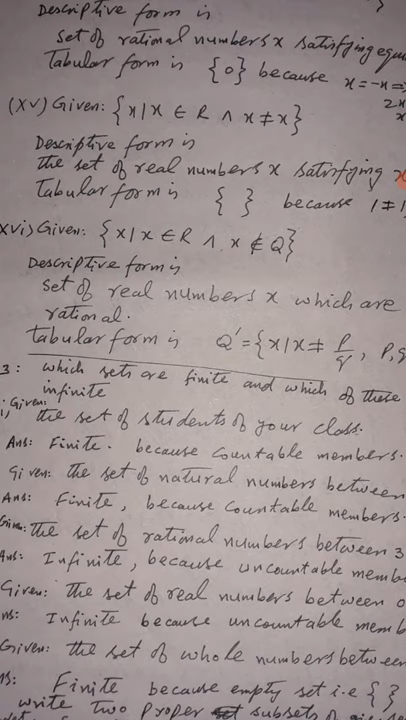 Descriptive form is
set of rational numbers x satisfying
Tabular form is {0} because x = -x =>
2x
x
(xv) Given: {x | x ∈ R ∧ x ≠ x}
Descriptive form is
the set of real numbers x satisfying x
Tabular form is { } because 1 ≠ 1
xvi) Given: {x | x ∈ R ∧ x ∉ Q}
Descriptive form is
set of real numbers x which are
rational.
tabular form is Q' = {x | x ≠ p/q , p, q
3: which sets are finite and which of these
infinite
i, Given:
the set of students of your class.
Ans: Finite. because countable members.
Given: the set of natural numbers between
Ans: Finite, because countable members.
Given: the set of rational numbers between 3
Ans: Infinite, because uncountable memb
Given: the set of real numbers between 0
ns: Infinite because uncountable memb
Given: the set of whole numbers between
ns: Finite because empty set i.e { }
write two proper subsets of